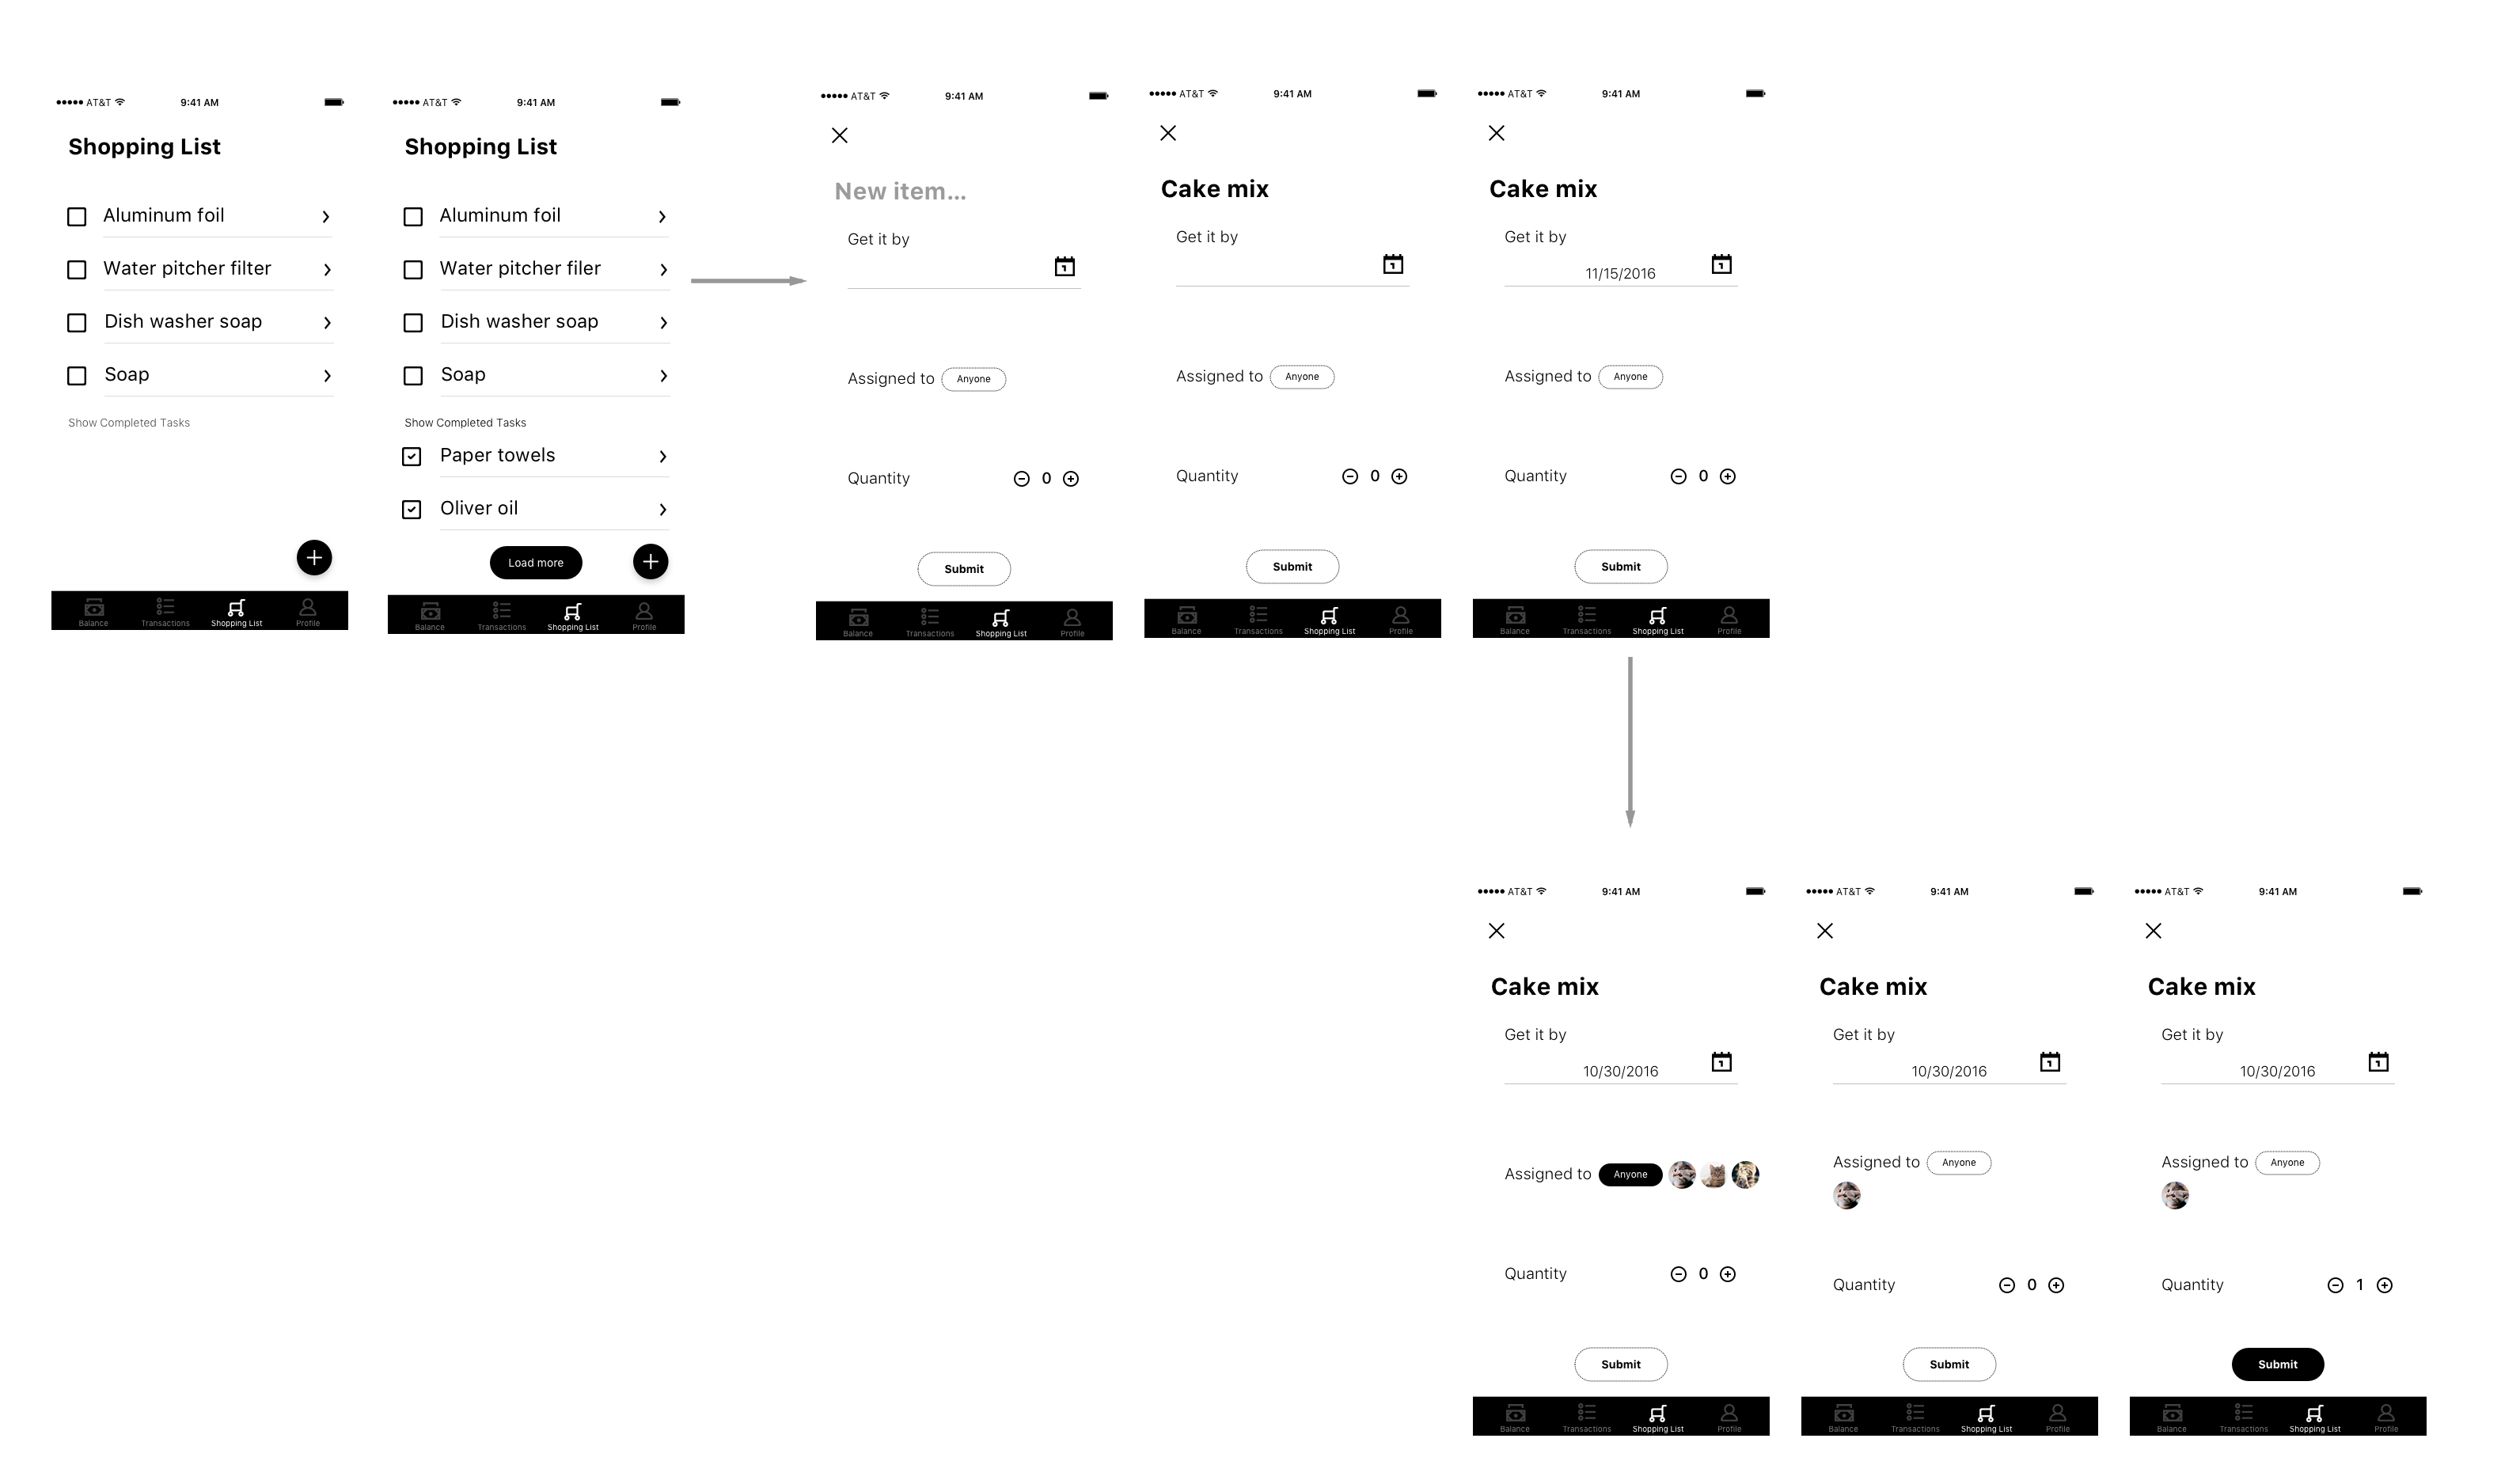 AT&T 9:41 AM
Shopping List
Aluminum foil
Water pitcher filter
Dish washer soap
Soap
Show Completed Tasks
Balance Transactions Shopping List Profile
AT&T 9:41 AM
Shopping List
Aluminum foil
Water pitcher filer
Dish washer soap
Soap
Show Completed Tasks
Paper towels
Oliver oil
Load more
Balance Transactions Shopping List Profile
AT&T 9:41 AM
New item...
Get it by
1
Assigned to Anyone
Quantity 0
Submit
Balance Transactions Shopping List Profile
AT&T 9:41 AM
Cake mix
Get it by
1
Assigned to Anyone
Quantity 0
Submit
Balance Transactions Shopping List Profile
AT&T 9:41 AM
Cake mix
Get it by
11/15/2016 1
Assigned to Anyone
Quantity 0
Submit
Balance Transactions Shopping List Profile
AT&T 9:41 AM
Cake mix
Get it by
10/30/2016 1
Assigned to Anyone
Quantity 0
Submit
Balance Transactions Shopping List Profile
AT&T 9:41 AM
Cake mix
Get it by
10/30/2016 1
Assigned to Anyone
Quantity 0
Submit
Balance Transactions Shopping List Profile
AT&T 9:41 AM
Cake mix
Get it by
10/30/2016 1
Assigned to Anyone
Quantity 1
Submit
Balance Transactions Shopping List Profile